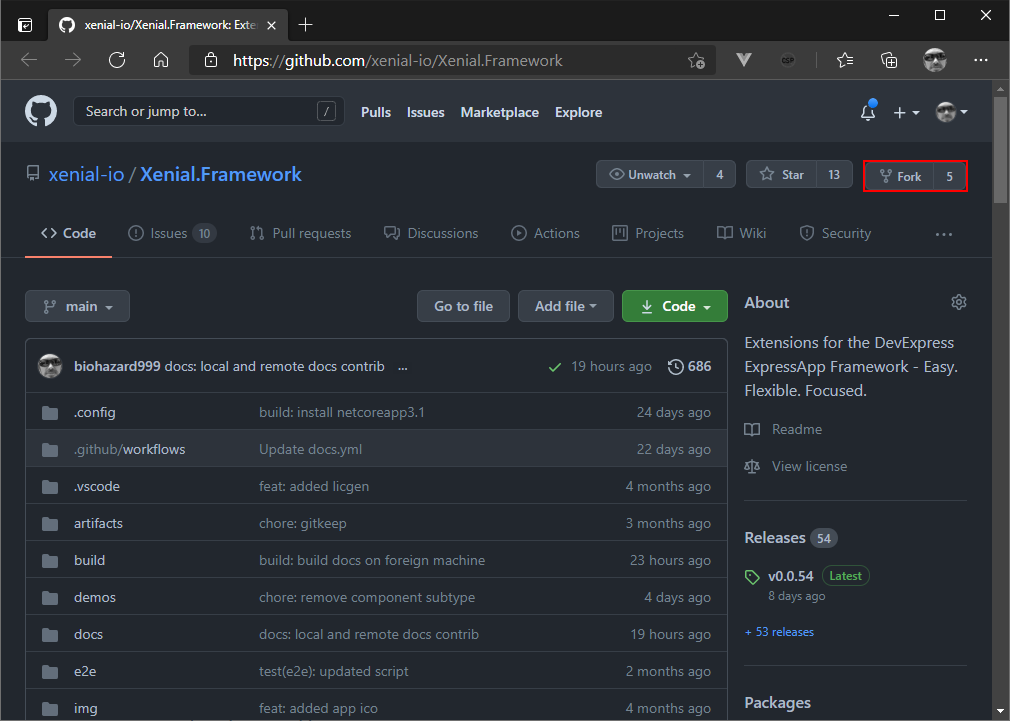 xenial-io/Xenial.Framework: Exte
https://github.com/xenial-io/Xenial.Framework
CSP
Search or jump to... /
Pulls Issues Marketplace Explore
xenial-io / Xenial.Framework
Unwatch 4 Star 13 Fork 5
Code Issues 10 Pull requests Discussions Actions Projects Wiki Security ...
main Go to file Add file Code
biohazard999 docs: local and remote docs contrib ... 19 hours ago 686
.config build: install netcoreapp3.1 24 days ago
.github/workflows Update docs.yml 22 days ago
.vscode feat: added licgen 4 months ago
artifacts chore: gitkeep 3 months ago
build build: build docs on foreign machine 23 hours ago
demos chore: remove component subtype 4 days ago
docs docs: local and remote docs contrib 19 hours ago
e2e test(e2e): updated script 2 months ago
img feat: added app ico 4 months ago
About
Extensions for the DevExpress
ExpressApp Framework - Easy.
Flexible. Focused.
Readme
View license
Releases 54
v0.0.54 Latest
8 days ago
+ 53 releases
Packages